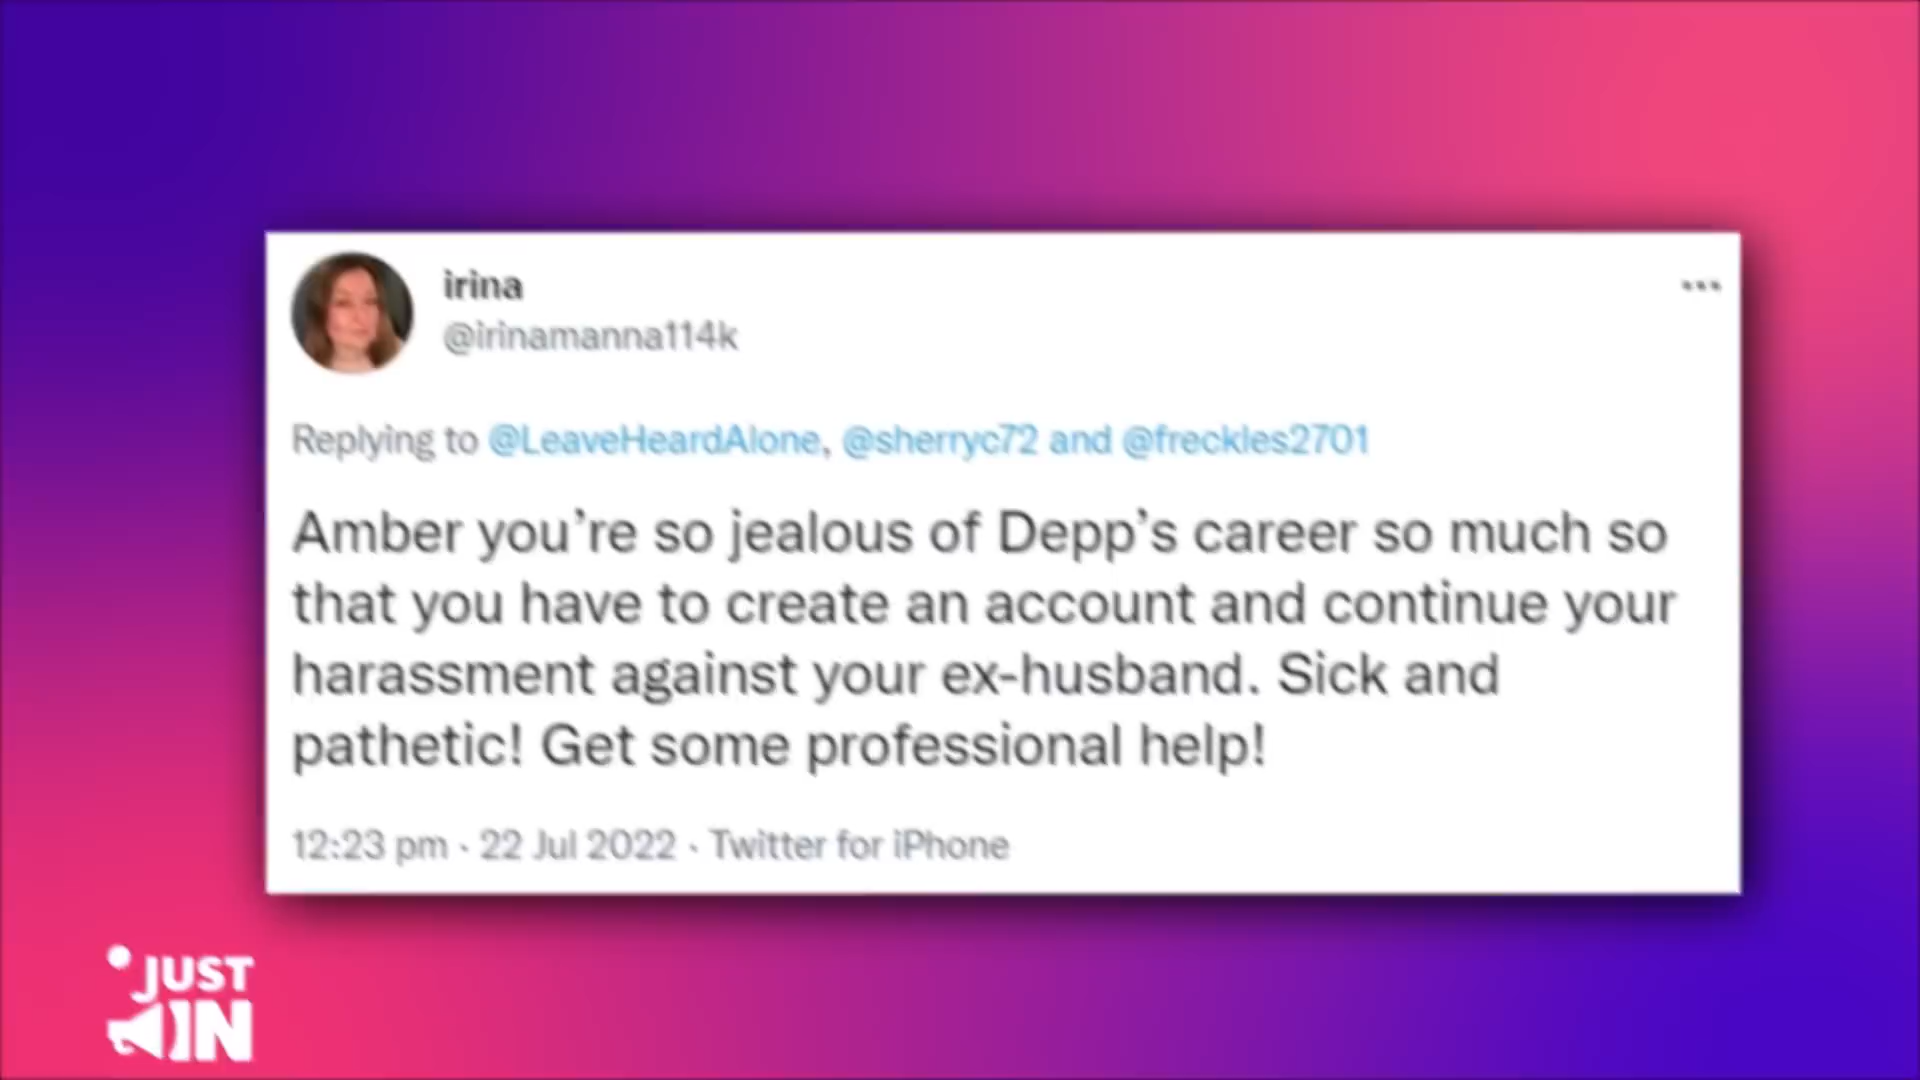 irina
@irinamanna114k
Replying to @LeaveHeardAlone, @sherryc72 and @freckles2701
Amber you’re so jealous of Depp’s career so much so
that you have to create an account and continue your
harassment against your ex-husband. Sick and
pathetic! Get some professional help!
12:23 pm · 22 Jul 2022 · Twitter for iPhone
JUST
IN